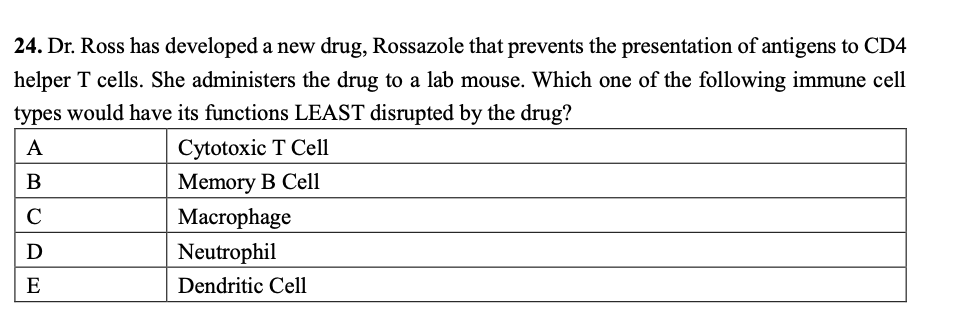 24. Dr. Ross has developed a new drug, Rossazole that prevents the presentation of antigens to CD4
helper T cells. She administers the drug to a lab mouse. Which one of the following immune cell
types would have its functions LEAST disrupted by the drug?
A Cytotoxic T Cell
B Memory B Cell
C Macrophage
D Neutrophil
E Dendritic Cell